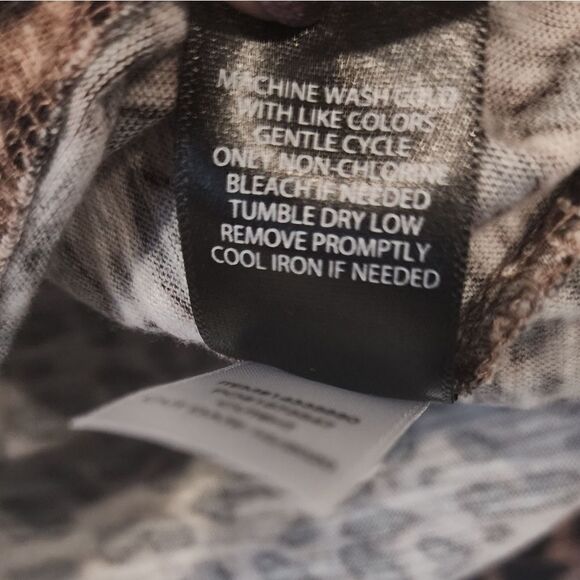 MACHINE WASH COLD
WITH LIKE COLORS
GENTLE CYCLE
ONLY NON-CHLORINE
BLEACH IF NEEDED
TUMBLE DRY LOW
REMOVE PROMPTLY
COOL IRON IF NEEDED